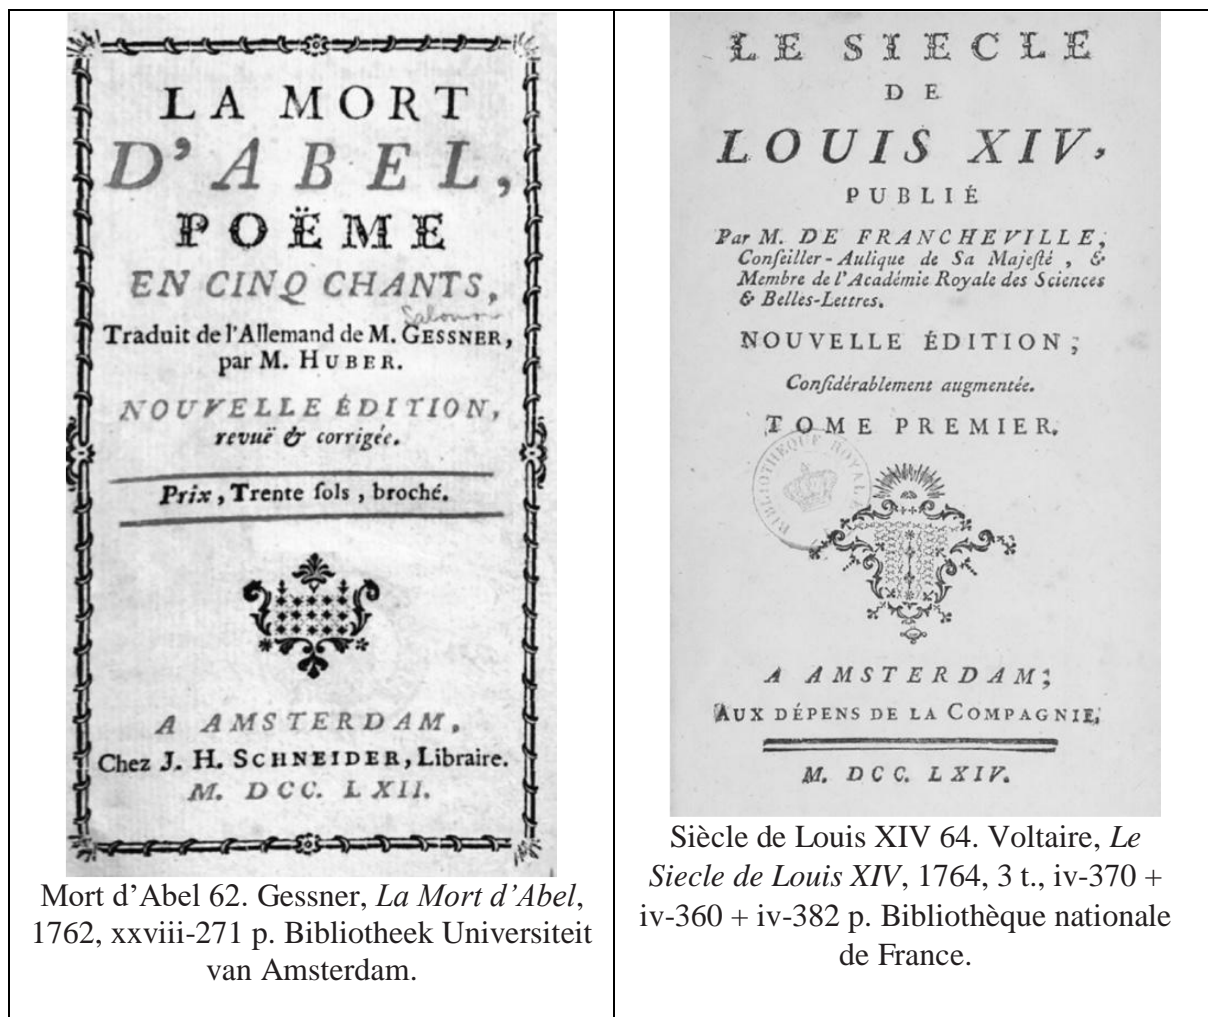 LA MORT
D'ABEL,
POËME
EN CINQ CHANTS,
Salomon
Traduit de l'Allemand de M. GESSNER,
par M. HUBER.
NOUVELLE ÉDITION,
revuë & corrigée.
Prix, Trente sols, broché.
A AMSTERDAM,
Chez J. H. SCHNEIDER, Libraire.
M. DCC. LXII.
Mort d'Abel 62. Gessner, La Mort d'Abel,
1762, xxviii-271 p. Bibliotheek Universiteit
van Amsterdam.
LE SIECLE
DE
LOUIS XIV,
PUBLIÉ
Par M. DE FRANCHEVILLE,
Conſeiller-Aulique de Sa Majeſté, &
Membre de l'Académie Royale des Sciences
& Belles-Lettres.
NOUVELLE ÉDITION;
Conſidérablement augmentée.
TOME PREMIER.
BIBLIOTHEQUE ROYALE
A AMSTERDAM;
AUX DÉPENS DE LA COMPAGNIE;
M. DCC. LXIV.
Siècle de Louis XIV 64. Voltaire, Le
Siecle de Louis XIV, 1764, 3 t., iv-370 +
iv-360 + iv-382 p. Bibliothèque nationale
de France.